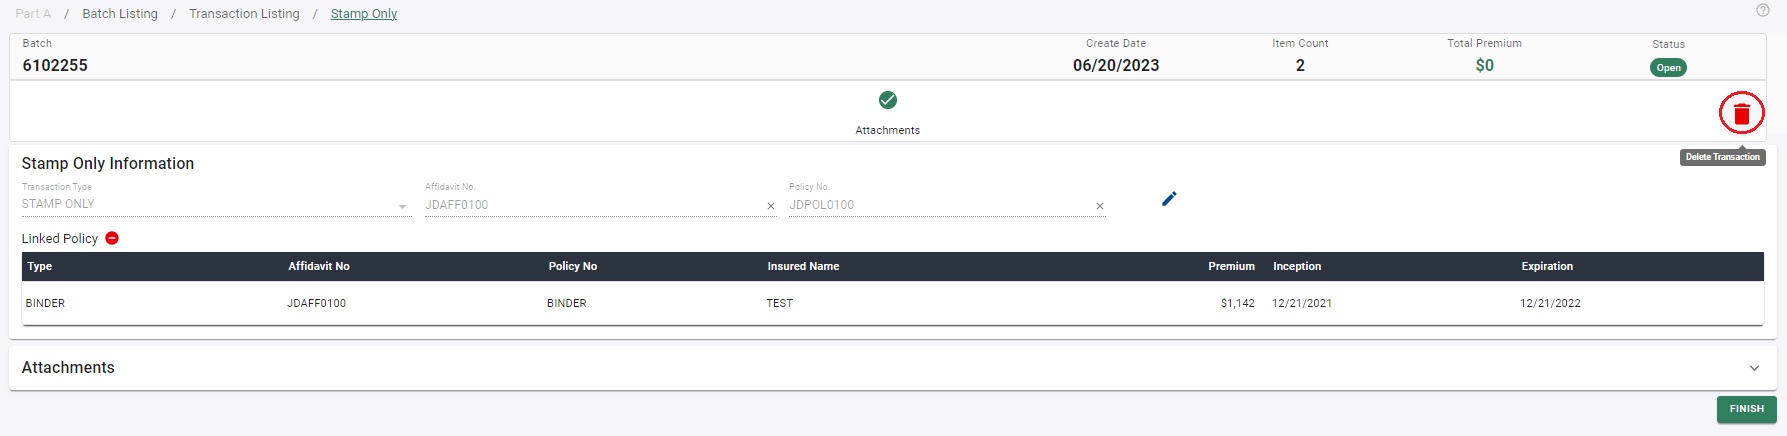 Part A / Batch Listing / Transaction Listing / Stamp Only
Batch Create Date Item Count Total Premium Status
6102255 06/20/2023 2 $0 Open
Attachments
Delete Transaction
Stamp Only Information
Transaction Type Affidavit No. Policy No.
STAMP ONLY JDAFF0100 JDPOL0100
Linked Policy
Type Affidavit No Policy No Insured Name Premium Inception Expiration
BINDER JDAFF0100 BINDER TEST $1,142 12/21/2021 12/21/2022
Attachments
FINISH